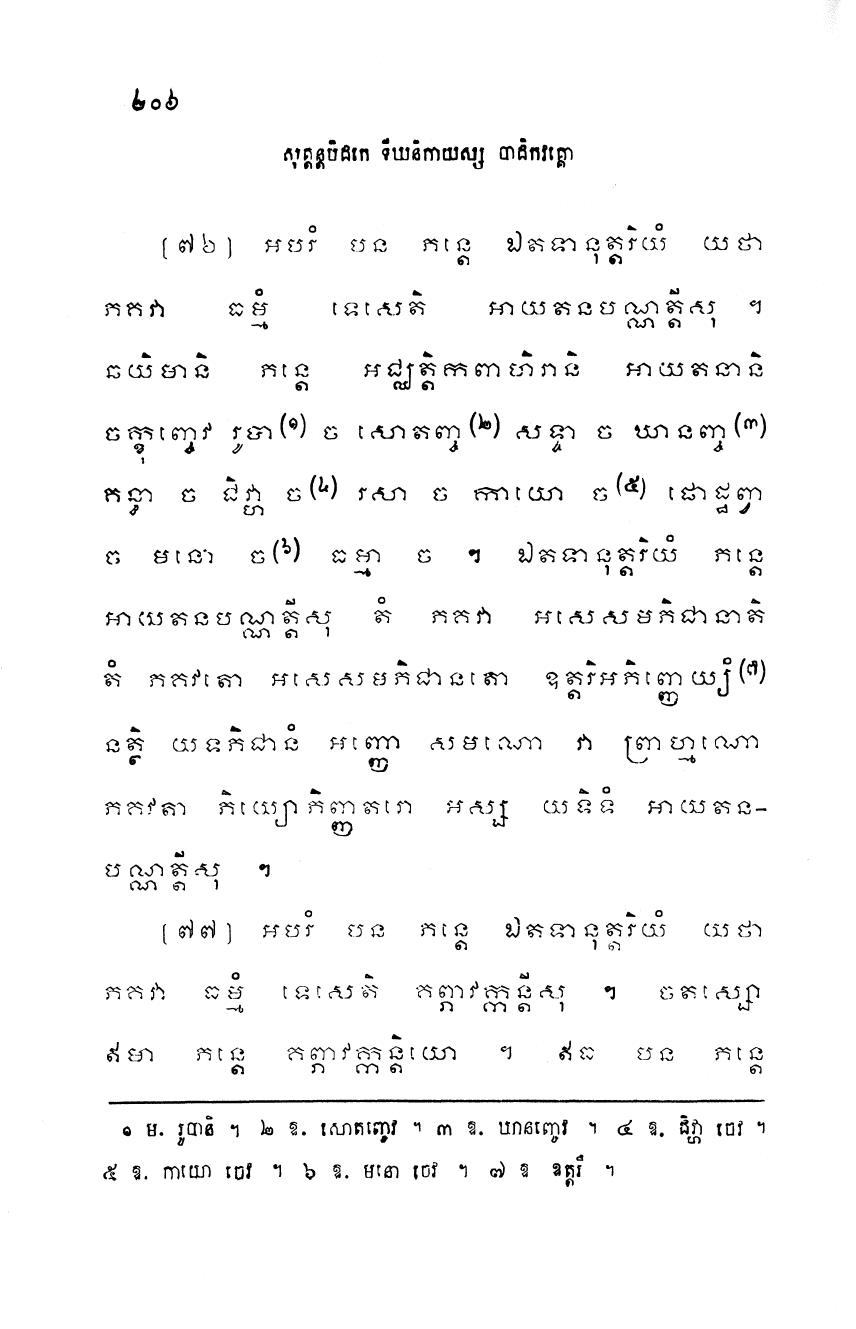 ២០៦
សុត្តន្តបិដកេ ទីឃនិកាយស្ស បាដិកវគ្គោ
(៧៦) អបរំ បន ភន្តេ ឯតទានុត្តរិយំ យថា
ភគវា ធម្មំ ទេសេតិ អាយតនបណ្ណត្តីសុ ។
ឆយិមានិ ភន្តេ អជ្ឈត្តិកពាហិរានិ អាយតនានិ
ចក្ខុញ្ចេវ រូបា(១) ច សោតញ្ច(២) សទ្ទា ច ឃានញ្ច(៣)
គន្ធា ច ជិវ្ហា ច(៤) រសា ច កាយោ ច(៥) ផោដ្ឋព្វា
ច មនោ ច(៦) ធម្មា ច ។ ឯតទានុត្តរិយំ ភន្តេ
អាយតនបណ្ណត្តីសុ តំ ភគវា អសេសមភិជានាតិ
តំ ភគវតោ អសេសមភិជានតោ ឧត្តរិអភិញ្ញេយ្យំ(៧)
នត្ថិ យទភិជានំ អញ្ញោ សមណោ វា ព្រាហ្មណោ
ភគវតា ភិយ្យោភិញ្ញតរោ អស្ស យទិទំ អាយតន-
បណ្ណត្តីសុ ។
(៧៧) អបរំ បន ភន្តេ ឯតទានុត្តរិយំ យថា
ភគវា ធម្មំ ទេសេតិ គព្ភាវក្កន្តីសុ ។ ចតស្សោ
ឥមា ភន្តេ គព្ភាវក្កន្តិយោ ។ ឥធ បន ភន្តេ
១ ម. រូបានិ ។ ២ ឱ. សោតញ្ចេវ ។ ៣ ឱ. ឃានញ្ចេវ ។ ៤ ឱ. ជិវ្ហា ចេវ ។
៥ ឱ. កាយោ ចេវ ។ ៦ ឱ. មនោ ចេវ ។ ៧ ឱ ឧត្តរឹ ។